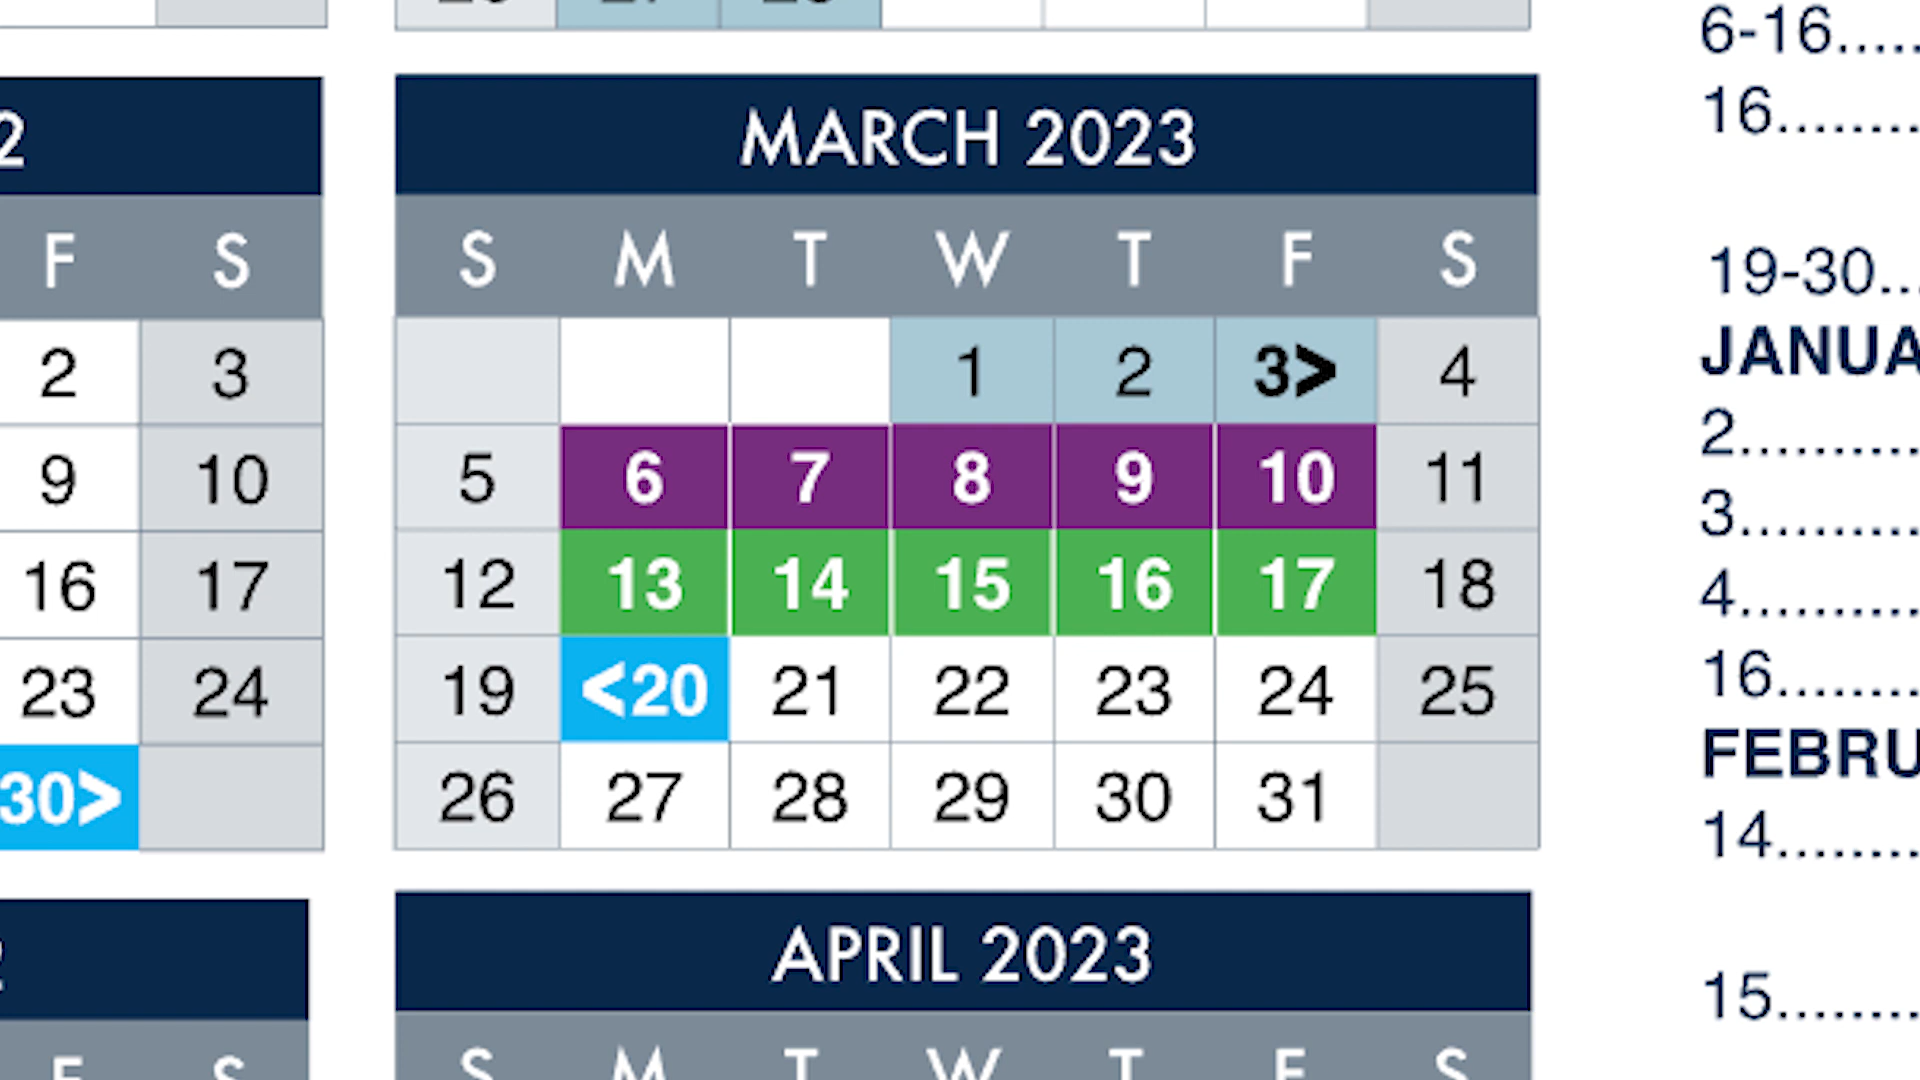 2
F S
2 3
9 10
16 17
23 24
30>
F S
MARCH 2023
S M T W T F S
1 2 3> 4
5 6 7 8 9 10 11
12 13 14 15 16 17 18
19 <20 21 22 23 24 25
26 27 28 29 30 31
APRIL 2023
S M T W T F S
6-16.....
16.........
19-30...
JANUA
2...........
3...........
4...........
16.........
FEBRU
14.........
15.........